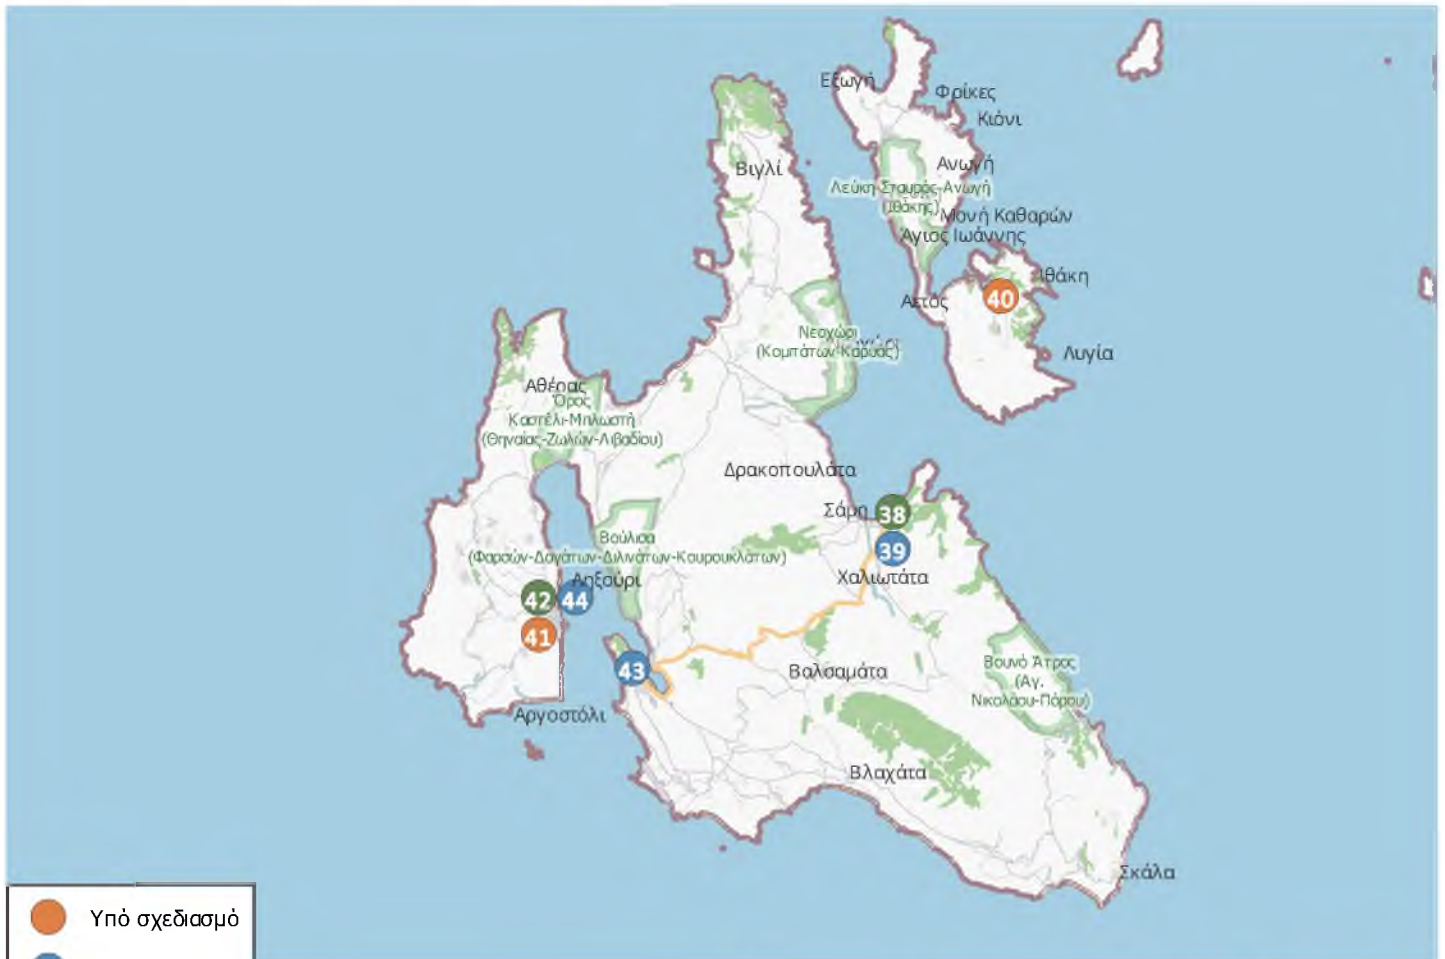 Εξωγή
Φρίκες
Κιόνι
Βιγλί
Ανωγή
Λεύκη-Σταυρός-Ανωγή
(Ιθάκης)
Μονή Καθαρών
Άγιος Ιωάννης
Ιθάκη
40
Αετός
Λυγία
Νεοχώρι
(Κομπάτων-Καρυάς)
Αθέρας
Όρος
Καστέλι-Μπλωστή
(Θηναίας-Ζωλών-Λιβαδίου)
Δρακοπουλάτα
Σάμη
38
39
Βούλισα
(Φαρσών-Δαγάτων-Διλινάτων-Κουρουκλάτων)
Χαλιωτάτα
Ληξούρι
42
44
41
43
Βαλσαμάτα
Βουνό Άτρος
(Αγ.
Νικολάου-Πόρου)
Αργοστόλι
Βλαχάτα
Σκάλα
Υπό σχεδιασμό